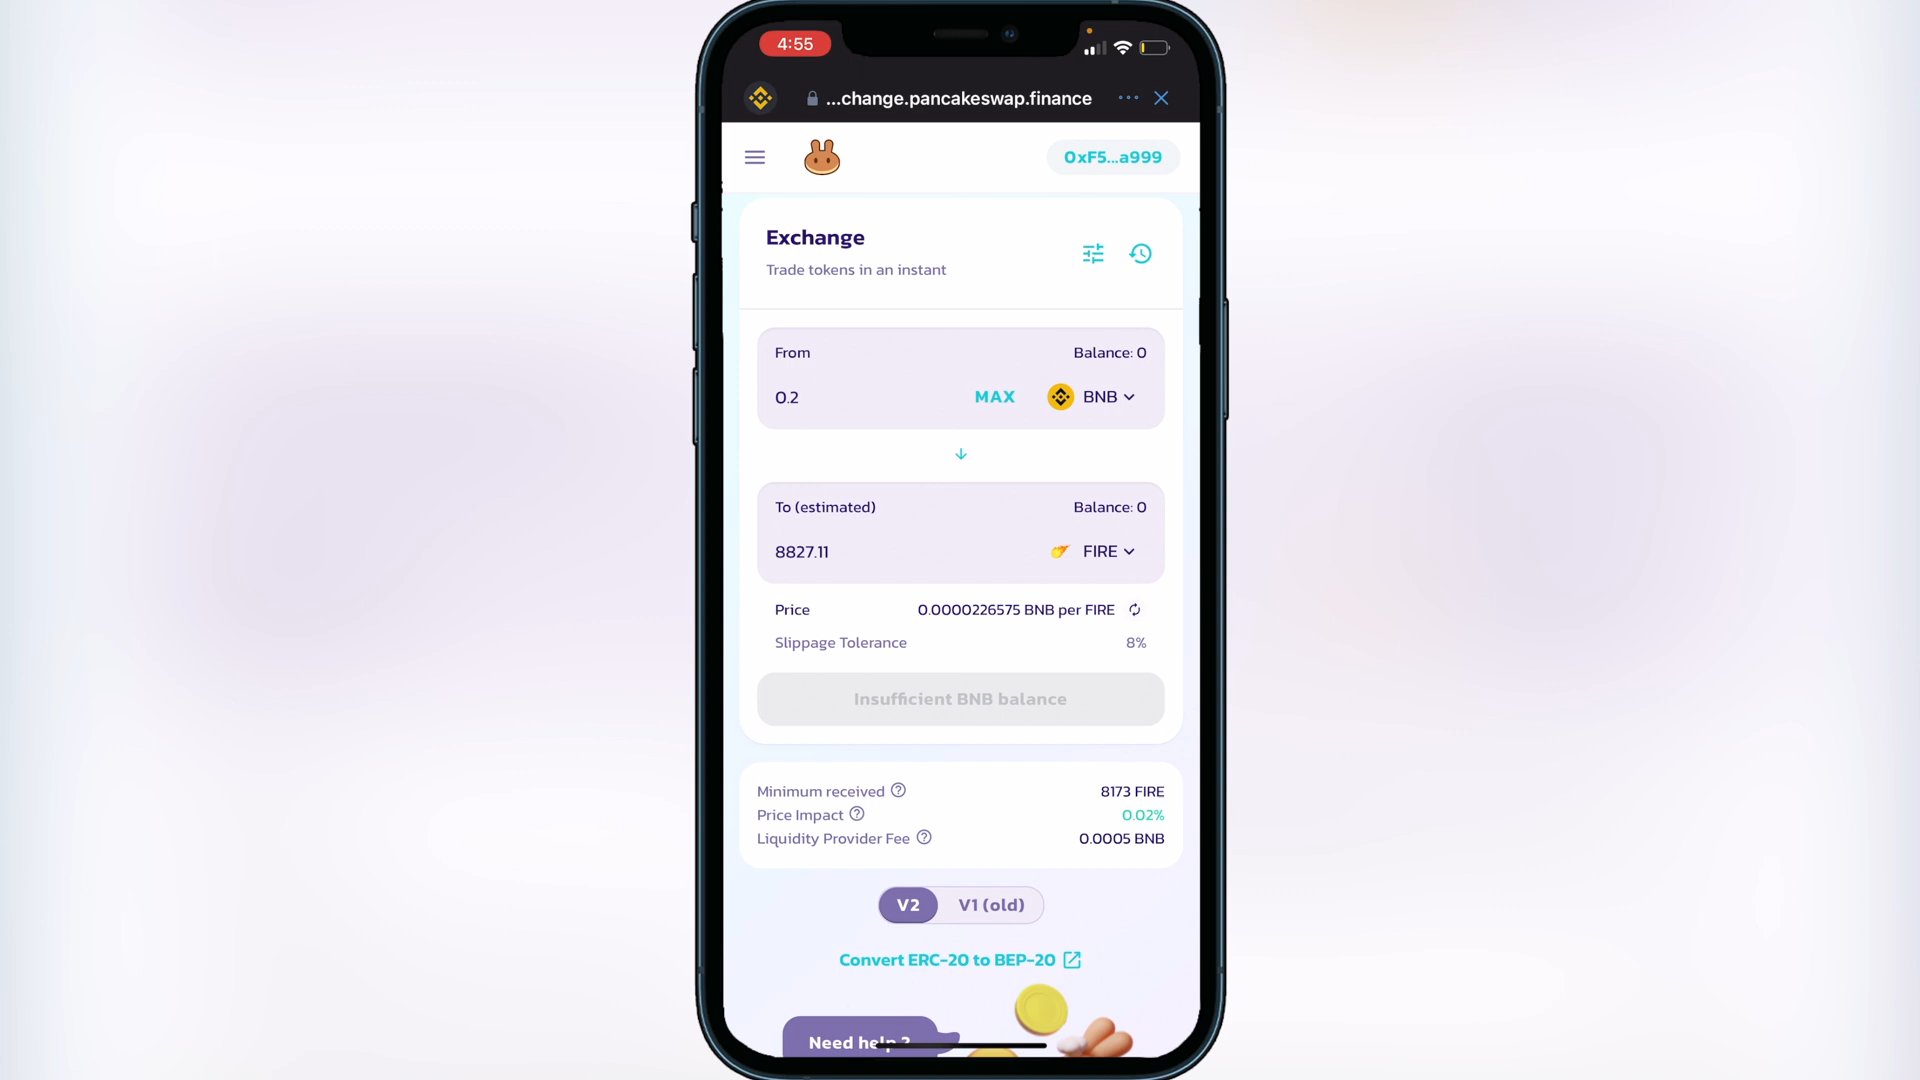 4:55
...change.pancakeswap.finance
0xF5...a999
Exchange
Trade tokens in an instant
From
Balance: 0
0.2
MAX
BNB
To (estimated)
Balance: 0
8827.11
FIRE
Price
0.0000226575 BNB per FIRE
Slippage Tolerance
8%
Insufficient BNB balance
Minimum received
8173 FIRE
Price Impact
0.02%
Liquidity Provider Fee
0.0005 BNB
V2
V1 (old)
Convert ERC-20 to BEP-20
Need help ?